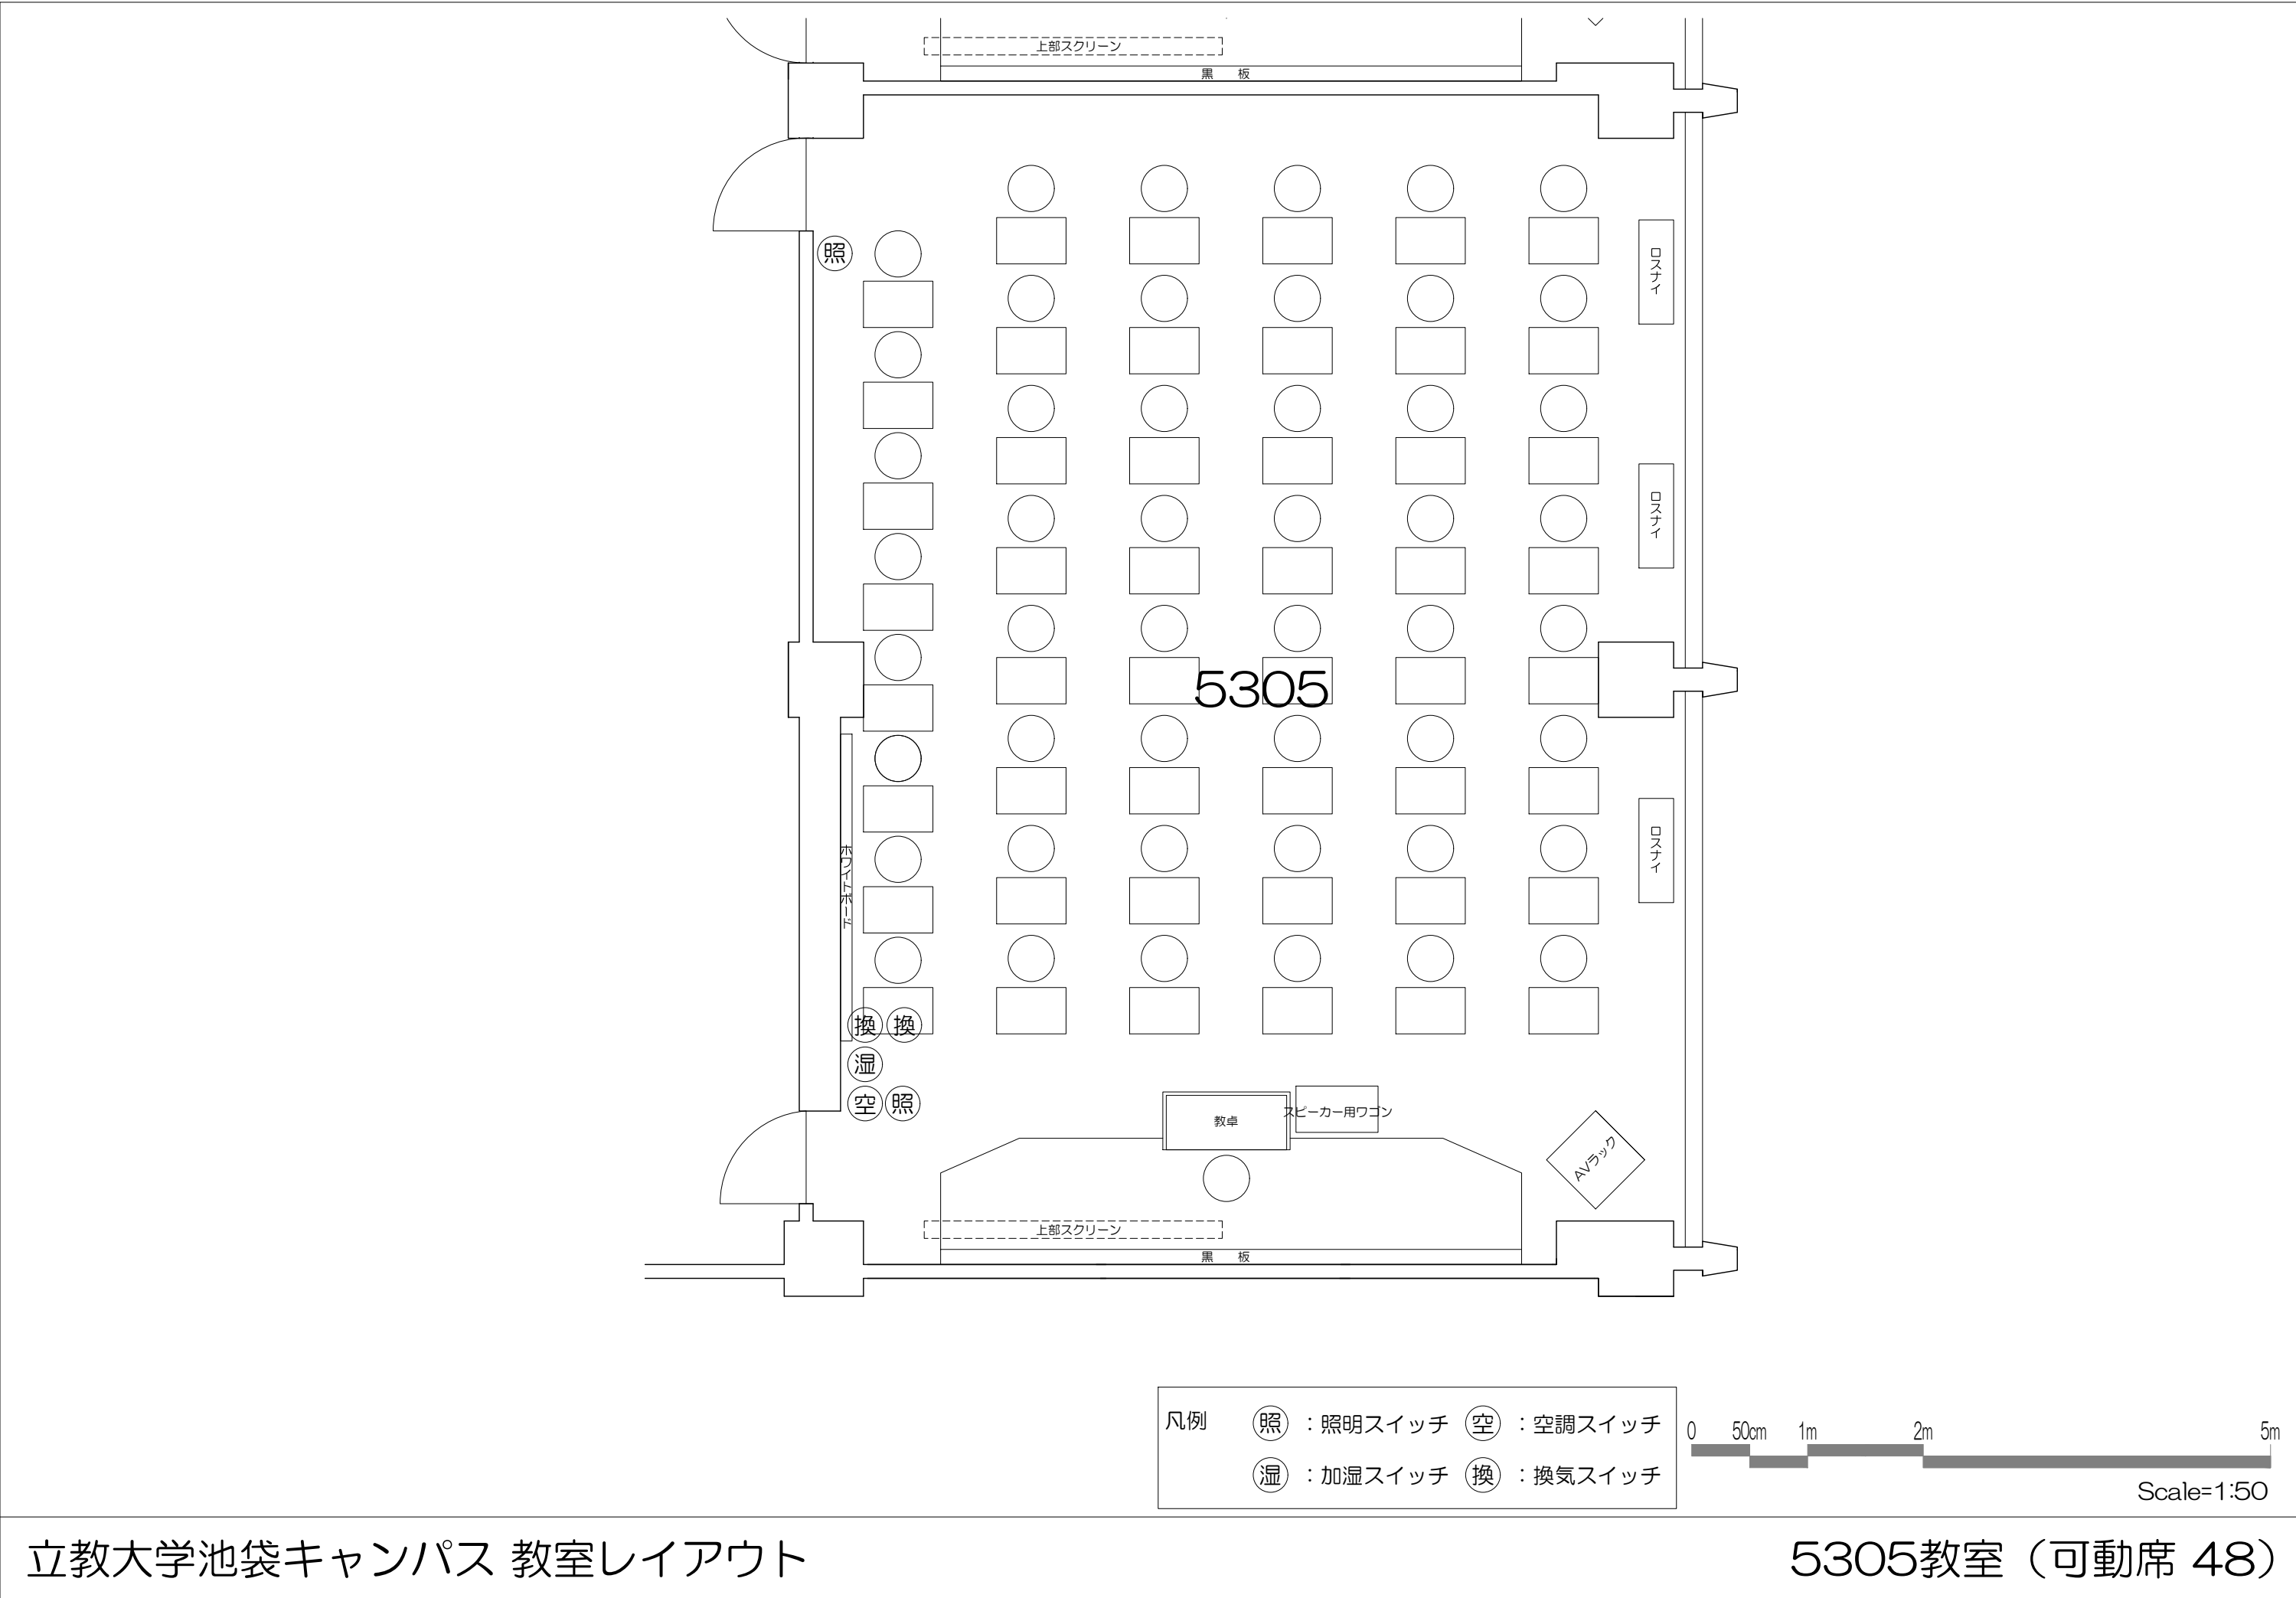 上部スクリーン
黒 板
照
ロスナイ
ロスナイ
5305
ロスナイ
ホワイトボード
換 換
湿
空 照
教卓
スピーカー用ワゴン
AVラック
上部スクリーン
黒 板
凡例
照 ：照明スイッチ 空 ：空調スイッチ
湿 ：加湿スイッチ 換 ：換気スイッチ
0 50cm 1m 2m 5m
Scale=1:50
立教大学池袋キャンパス 教室レイアウト
5305教室（可動席 48）